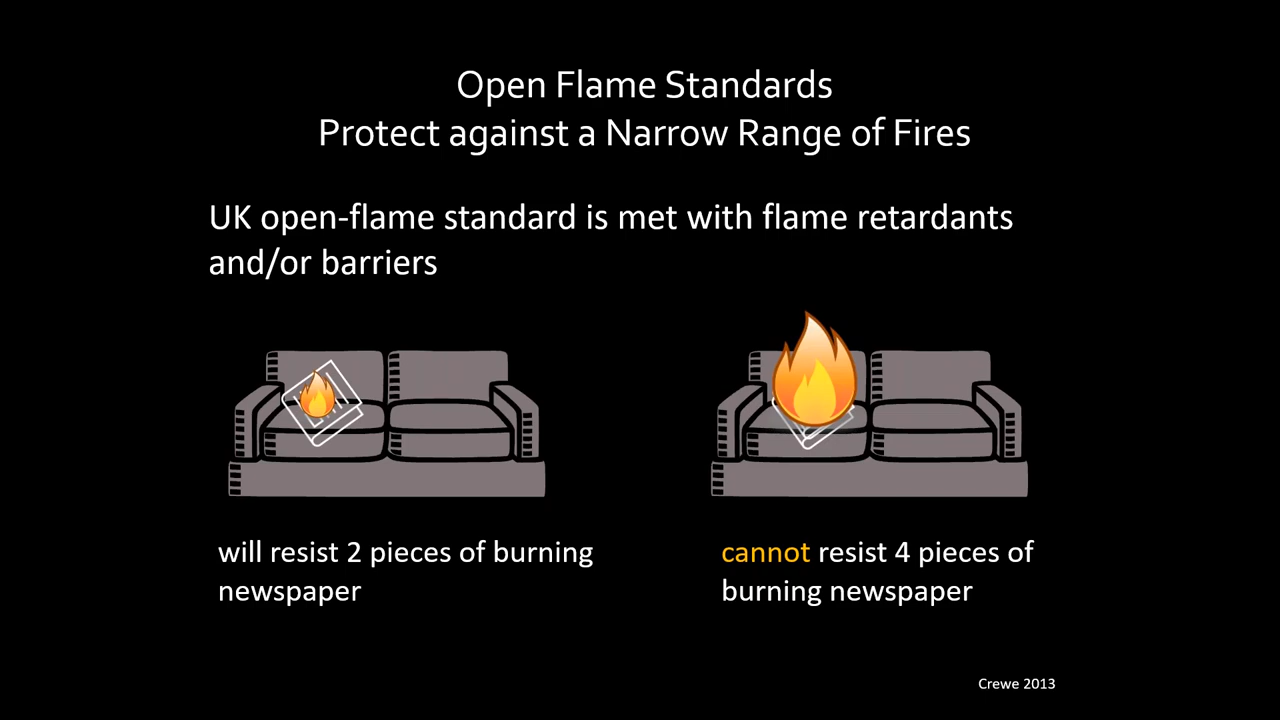 Open Flame Standards
Protect against a Narrow Range of Fires
UK open-flame standard is met with flame retardants
and/or barriers
will resist 2 pieces of burning
newspaper
cannot resist 4 pieces of
burning newspaper
Crewe 2013